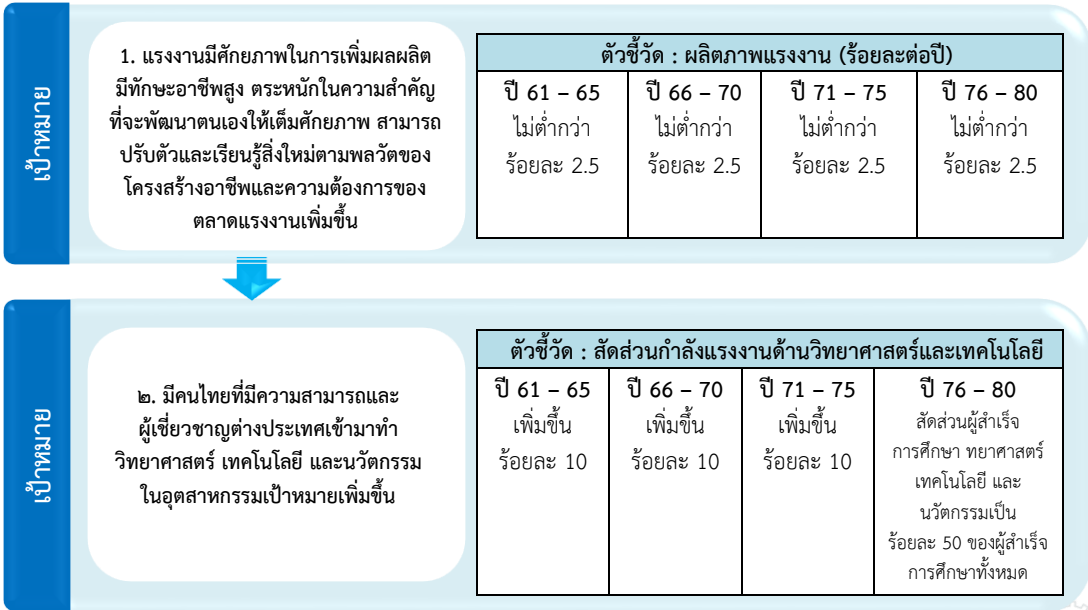 เป้าหมาย
1. แรงงานมีศักยภาพในการเพิ่มผลผลิต
มีทักษะอาชีพสูง ตระหนักในความสำคัญ
ที่จะพัฒนาตนเองให้เต็มศักยภาพ สามารถ
ปรับตัวและเรียนรู้สิ่งใหม่ตามพลวัตของ
โครงสร้างอาชีพและความต้องการของ
ตลาดแรงงานเพิ่มขึ้น
ตัวชี้วัด : ผลิตภาพแรงงาน (ร้อยละต่อปี)
ปี 61 – 65
ไม่ต่ำกว่า
ร้อยละ 2.5
ปี 66 – 70
ไม่ต่ำกว่า
ร้อยละ 2.5
ปี 71 – 75
ไม่ต่ำกว่า
ร้อยละ 2.5
ปี 76 – 80
ไม่ต่ำกว่า
ร้อยละ 2.5
เป้าหมาย
๒. มีคนไทยที่มีความสามารถและ
ผู้เชี่ยวชาญต่างประเทศเข้ามาทำ
วิทยาศาสตร์ เทคโนโลยี และนวัตกรรม
ในอุตสาหกรรมเป้าหมายเพิ่มขึ้น
ตัวชี้วัด : สัดส่วนกำลังแรงงานด้านวิทยาศาสตร์และเทคโนโลยี
ปี 61 – 65
เพิ่มขึ้น
ร้อยละ 10
ปี 66 – 70
เพิ่มขึ้น
ร้อยละ 10
ปี 71 – 75
เพิ่มขึ้น
ร้อยละ 10
ปี 76 – 80
สัดส่วนผู้สำเร็จ
การศึกษา ทยาศาสตร์
เทคโนโลยี และ
นวัตกรรมเป็น
ร้อยละ 50 ของผู้สำเร็จ
การศึกษาทั้งหมด